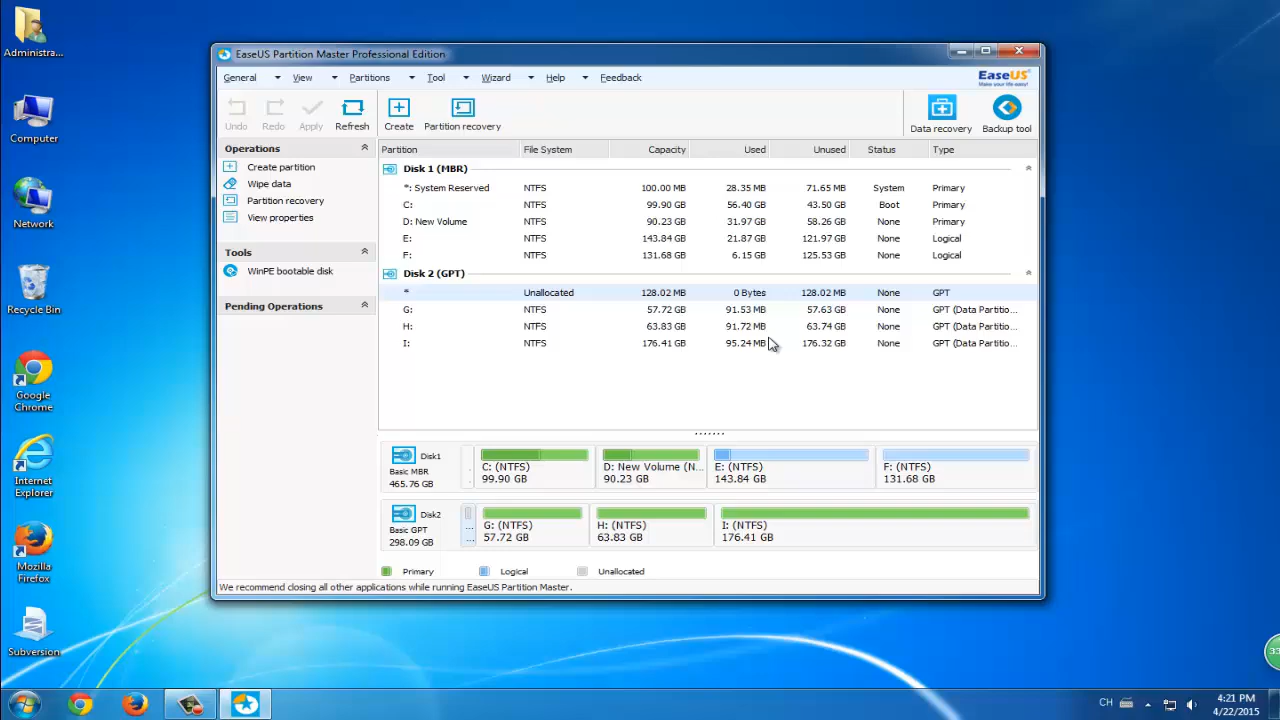 Administra...
Computer
Network
Recycle Bin
Google
Chrome
Internet
Explorer
Mozilla
Firefox
Subversion
EaseUS Partition Master Professional Edition
General View Partitions Tool Wizard Help Feedback
EaseUS®
Make your life easy!
Undo Redo Apply Refresh Create Partition recovery Data recovery Backup tool
Operations
Create partition
Wipe data
Partition recovery
View properties
Tools
WinPE bootable disk
Pending Operations
Partition File System Capacity Used Unused Status Type
Disk 1 (MBR)
*: System Reserved NTFS 100.00 MB 28.35 MB 71.65 MB System Primary
C: NTFS 99.90 GB 56.40 GB 43.50 GB Boot Primary
D: New Volume NTFS 90.23 GB 31.97 GB 58.26 GB None Primary
E: NTFS 143.84 GB 21.87 GB 121.97 GB None Logical
F: NTFS 131.68 GB 6.15 GB 125.53 GB None Logical
Disk 2 (GPT)
* Unallocated 128.02 MB 0 Bytes 128.02 MB None GPT
G: NTFS 57.72 GB 91.53 MB 57.63 GB None GPT (Data Partitio...
H: NTFS 63.83 GB 91.72 MB 63.74 GB None GPT (Data Partitio...
I: NTFS 176.41 GB 95.24 MB 176.32 GB None GPT (Data Partitio...
Disk1
Basic MBR
465.76 GB
C: (NTFS)
99.90 GB
D: New Volume (N...
90.23 GB
E: (NTFS)
143.84 GB
F: (NTFS)
131.68 GB
Disk2
Basic GPT
298.09 GB
...
G: (NTFS)
57.72 GB
H: (NTFS)
63.83 GB
I: (NTFS)
176.41 GB
Primary Logical Unallocated
We recommend closing all other applications while running EaseUS Partition Master.
33
CH
4:21 PM
4/22/2015